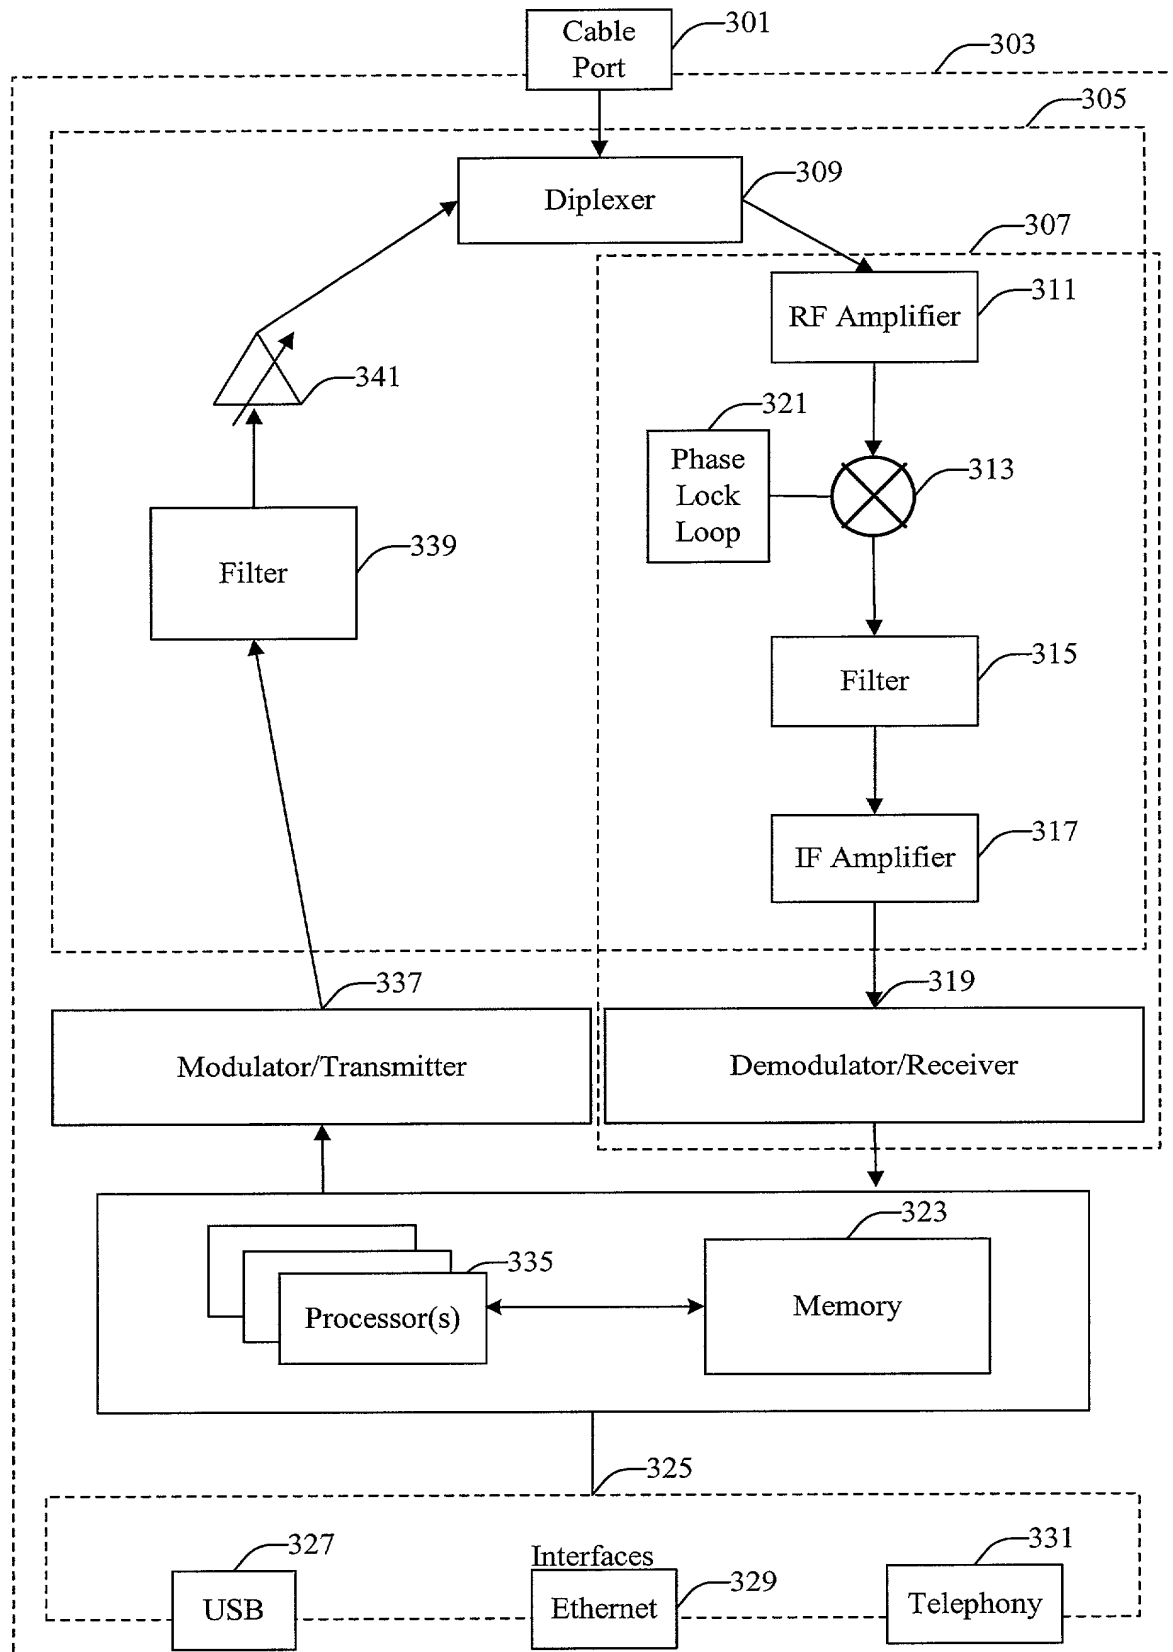 Cable
Port
301
303
305
Diplexer
309
307
RF Amplifier
311
341
321
Phase
Lock
Loop
313
Filter
339
Filter
315
IF Amplifier
317
337
319
Modulator/Transmitter
Demodulator/Receiver
335
323
Processor(s)
Memory
325
327
Interfaces
331
USB
Ethernet
329
Telephony